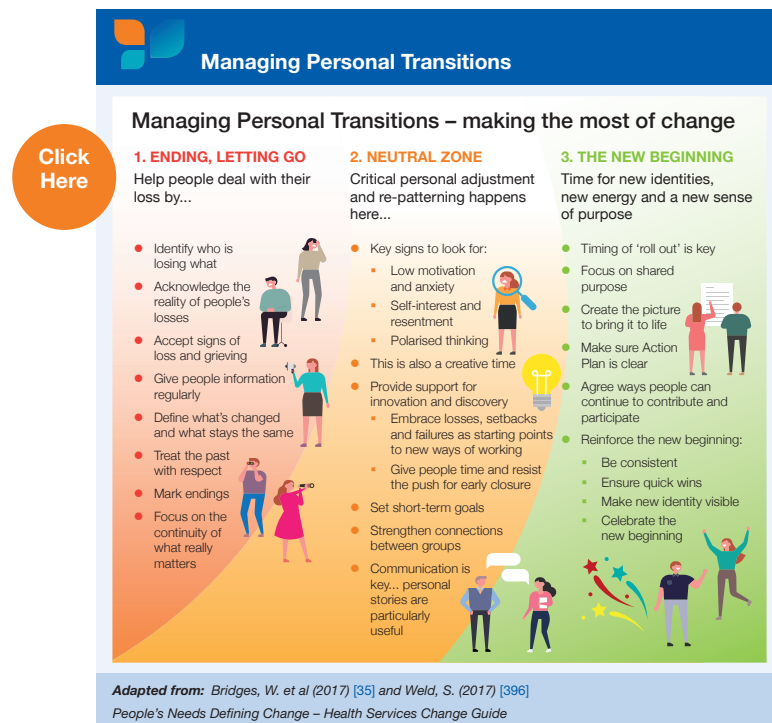 Managing Personal Transitions
Click
Here
Managing Personal Transitions – making the most of change
1. ENDING, LETTING GO
Help people deal with their
loss by...
● Identify who is
losing what
● Acknowledge the
reality of people's
losses
● Accept signs of
loss and grieving
● Give people information
regularly
● Define what's changed
and what stays the same
● Treat the past
with respect
● Mark endings
● Focus on the
continuity of
what really
matters
2. NEUTRAL ZONE
Critical personal adjustment
and re-patterning happens
here...
● Key signs to look for:
▪ Low motivation
and anxiety
▪ Self-interest and
resentment
▪ Polarised thinking
● This is also a creative time
● Provide support for
innovation and discovery
▪ Embrace losses, setbacks
and failures as starting points
to new ways of working
▪ Give people time and resist
the push for early closure
● Set short-term goals
● Strengthen connections
between groups
● Communication is
key... personal
stories are
particularly
useful
3. THE NEW BEGINNING
Time for new identities,
new energy and a new sense
of purpose
● Timing of 'roll out' is key
● Focus on shared
purpose
● Create the picture
to bring it to life
● Make sure Action
Plan is clear
● Agree ways people can
continue to contribute and
participate
● Reinforce the new beginning:
▪ Be consistent
▪ Ensure quick wins
▪ Make new identity visible
▪ Celebrate the
new beginning
Adapted from: Bridges, W. et al (2017) [35] and Weld, S. (2017) [396]
People's Needs Defining Change – Health Services Change Guide